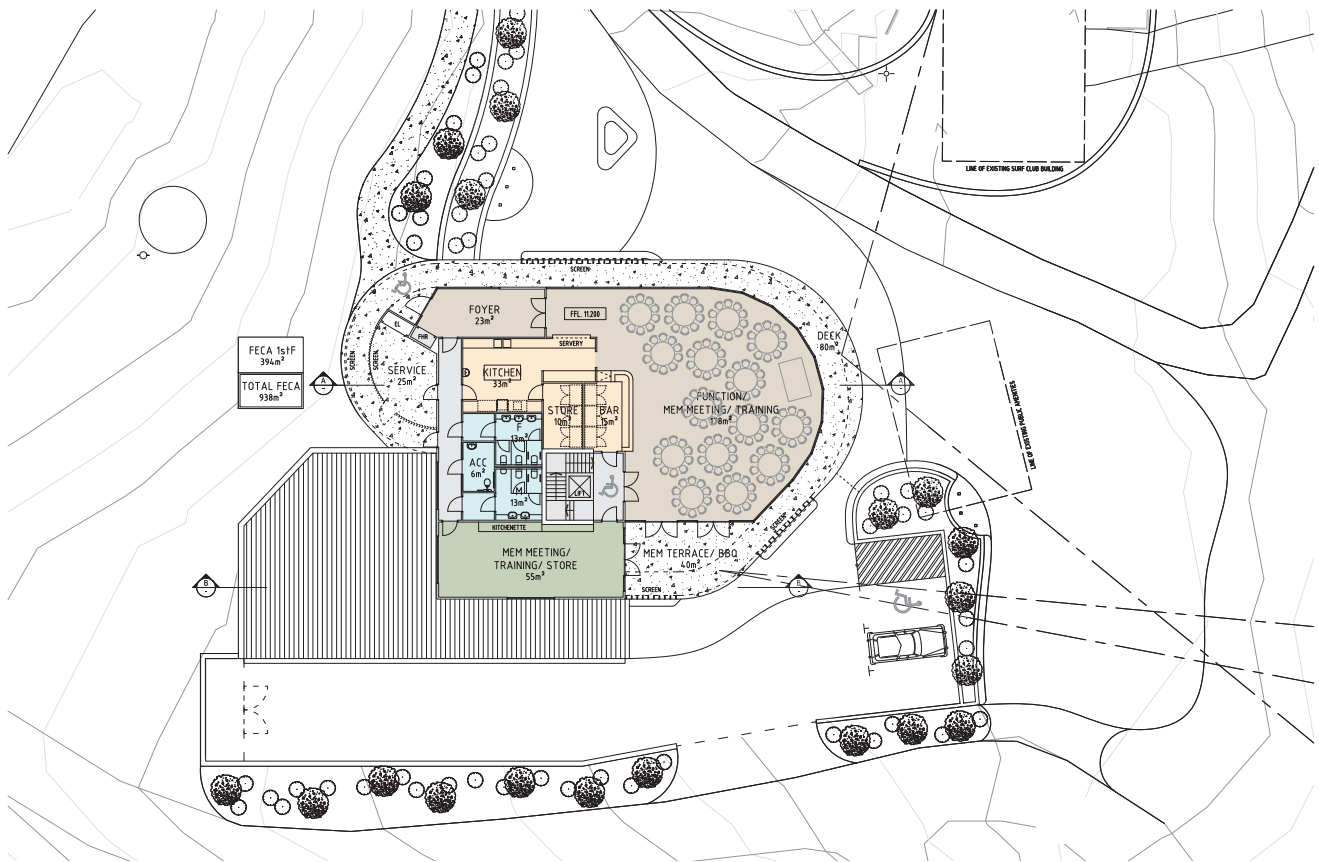 LINE OF EXISTING SURF CLUB BUILDING
SCREEN
FOYER
23m²
FFL. 11.200
EL
FHR
SERVERY
DECK
80m²
FECA 1stF
394m²
TOTAL FECA
938m²
SCREEN
SCREEN
SERVICE
25m²
A
A
KITCHEN
33m²
STORE
10m²
BAR
15m²
FUNCTION/
MEM MEETING/ TRAINING
LINE OF EXISTING PUBLIC AMENITIES
F
13m²
ACC
6m²
M
13m²
LIFT
KITCHENETTE
SCREEN
MEM MEETING/
TRAINING/ STORE
55m²
MEM TERRACE/ BBQ
40m²
SCREEN
B
B